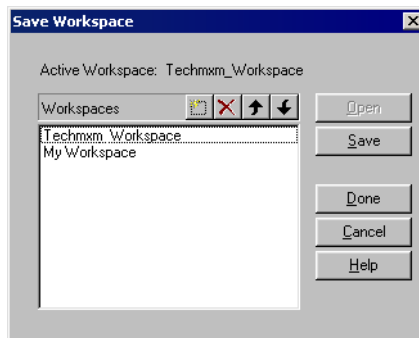 Save Workspace
Active Workspace: Techmxm_Workspace
Workspaces
Open
Techmxm_Workspace
Save
My Workspace
Done
Cancel
Help